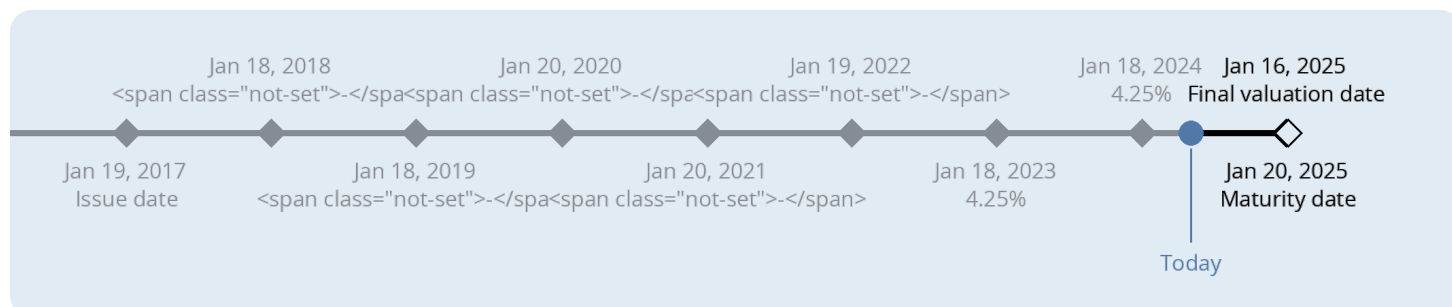 Jan 18, 2018
<span class="not-set">-</spa
Jan 20, 2020
<span class="not-set">-</spa
Jan 19, 2022
<span class="not-set">-</span>
Jan 18, 2024
4.25%
Jan 16, 2025
Final valuation date
Jan 19, 2017
Issue date
Jan 18, 2019
<span class="not-set">-</spa
Jan 20, 2021
<span class="not-set">-</span>
Jan 18, 2023
4.25%
Jan 20, 2025
Maturity date
Today